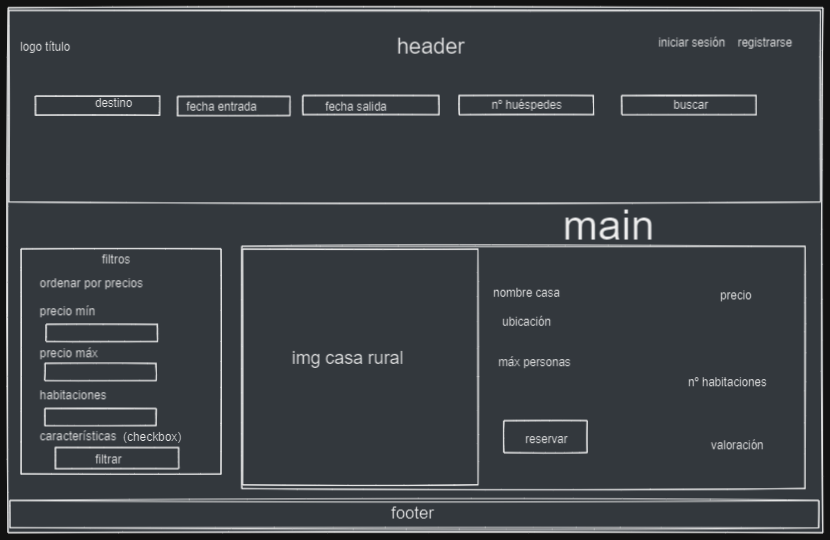 logo título
header
iniciar sesión registrarse
destino
fecha entrada
fecha salida
nº huéspedes
buscar
main
filtros
ordenar por precios
precio mín
precio máx
habitaciones
características (checkbox)
filtrar
img casa rural
nombre casa
precio
ubicación
máx personas
nº habitaciones
reservar
valoración
footer